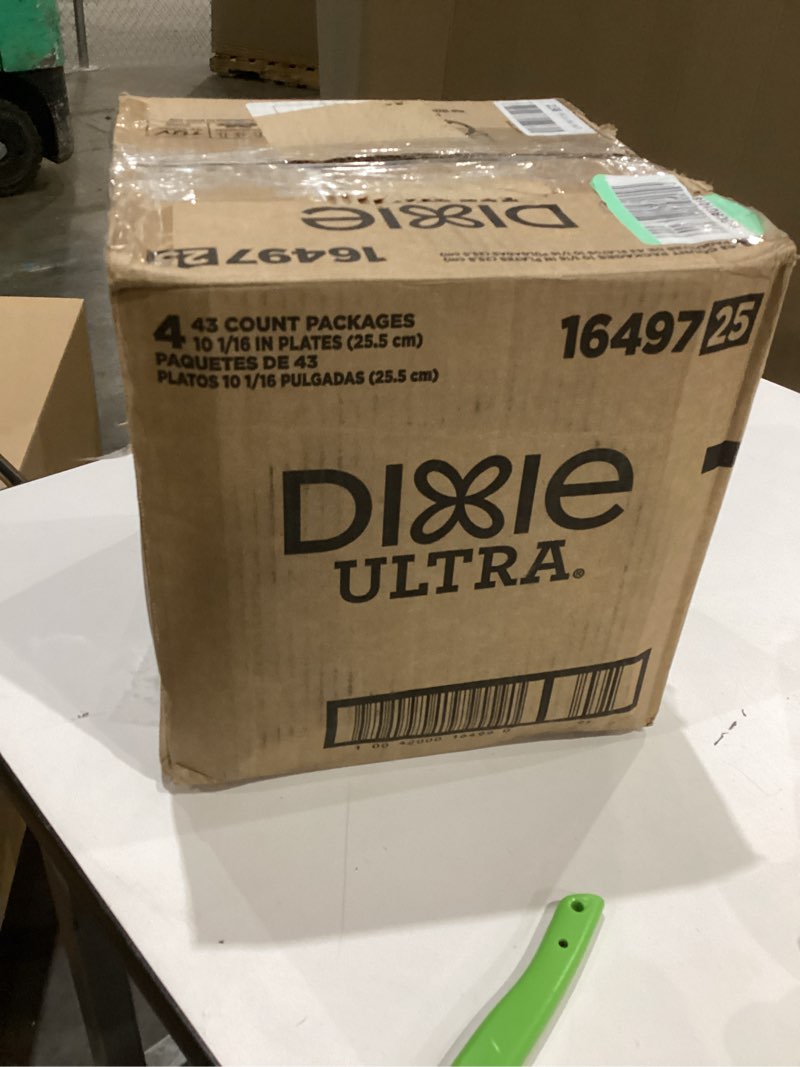 DIXIE
16497 25
4 43 COUNT PACKAGES
10 1/16 IN PLATES (25.5 cm)
PAQUETES DE 43
PLATOS 10 1/16 PULGADAS (25.5 cm)
16497 25
DIXIE
ULTRA®